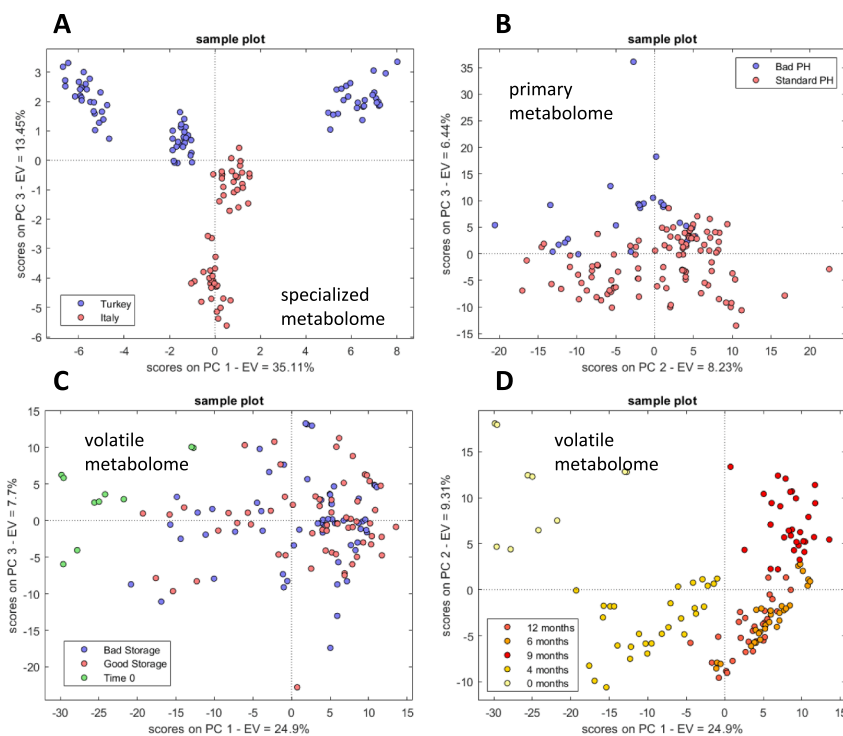 A
sample plot
scores on PC 3 - EV = 13.45%
3
2
1
0
-1
-2
-3
-4
-5
-6
Turkey
Italy
specialized
metabolome
-6
-4
-2
0
2
4
6
8
scores on PC 1 - EV = 35.11%
B
sample plot
scores on PC 3 - EV = 6.44%
35
30
25
20
15
10
5
0
-5
-10
-15
primary
metabolome
Bad PH
Standard PH
-20
-15
-10
-5
0
5
10
15
20
scores on PC 2 - EV = 8.23%
C
sample plot
scores on PC 3 - EV = 7.7%
15
10
5
0
-5
-10
-15
-20
volatile
metabolome
Bad Storage
Good Storage
Time 0
-30
-25
-20
-15
-10
-5
0
5
10
15
scores on PC 1 - EV = 24.9%
D
sample plot
scores on PC 2 - EV = 9.31%
15
10
5
0
-5
-10
volatile
metabolome
12 months
6 months
9 months
4 months
0 months
-30
-25
-20
-15
-10
-5
0
5
10
15
scores on PC 1 - EV = 24.9%